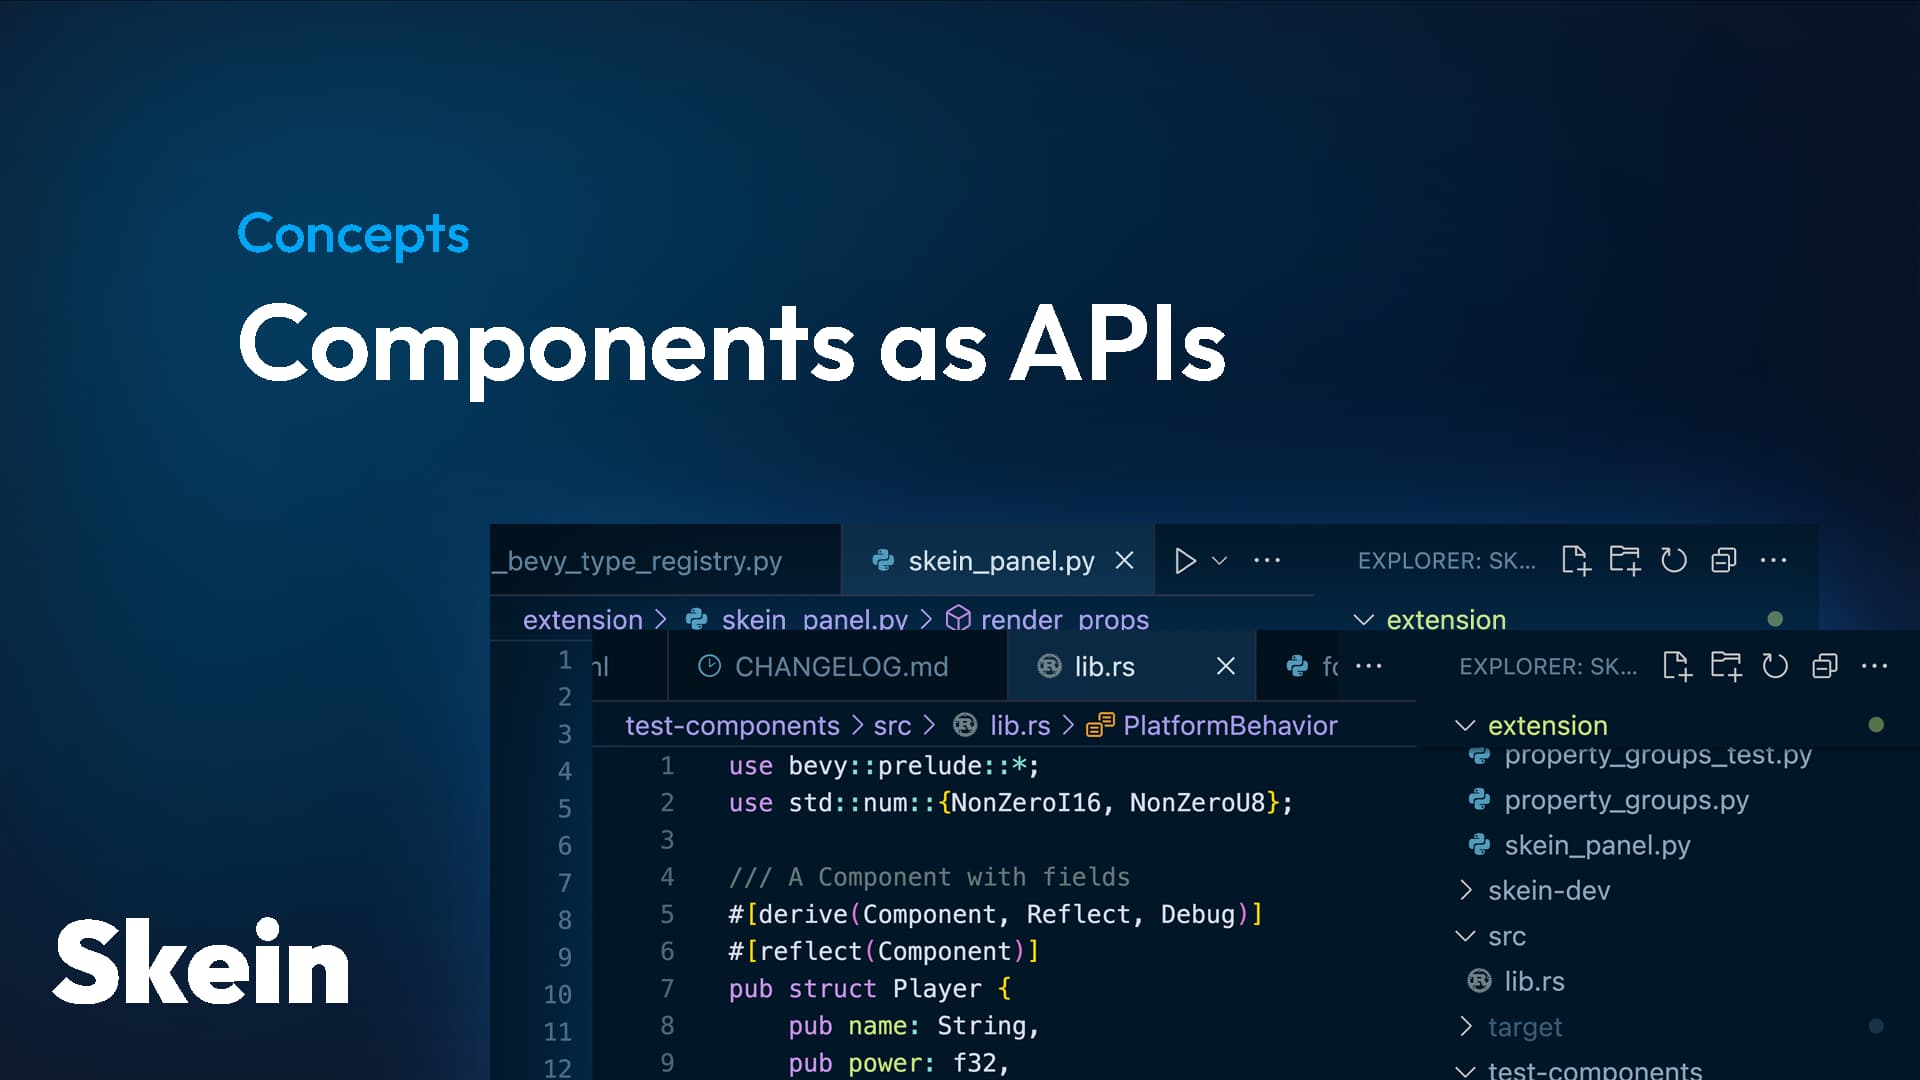 Concepts
Components as APIs
Skein
_bevy_type_registry.py
skein_panel.py
EXPLORER: SK...
extension > skein_panel.py > render_props
extension
1
2
3
4
5
6
7
8
9
10
11
12
CHANGELOG.md
lib.rs
EXPLORER: SK...
test-components > src > lib.rs > PlatformBehavior
1 use bevy::prelude::*;
2 use std::num::{NonZeroI16, NonZeroU8};
3
4 /// A Component with fields
5 #[derive(Component, Reflect, Debug)]
6 #[reflect(Component)]
7 pub struct Player {
8 pub name: String,
9 pub power: f32,
extension
property_groups_test.py
property_groups.py
skein_panel.py
skein-dev
src
lib.rs
target
test-components